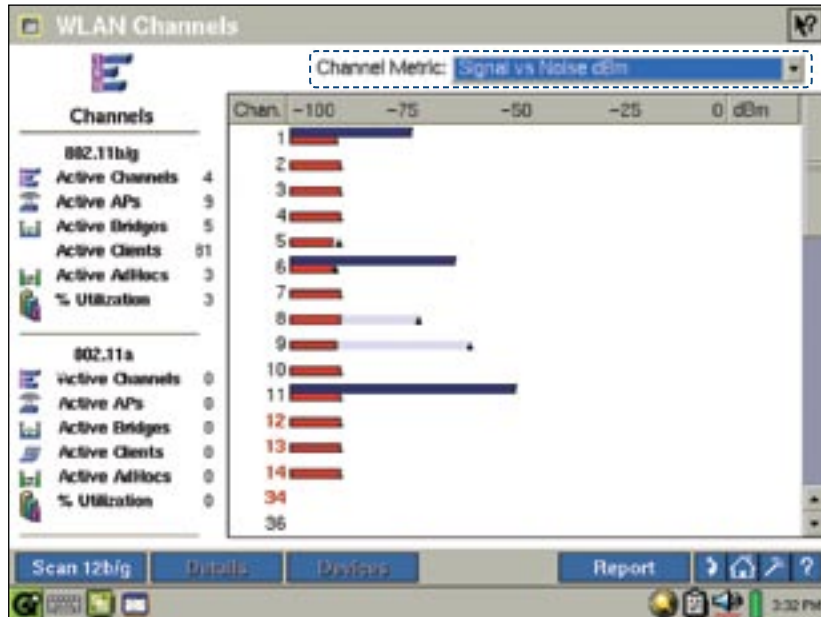 WLAN Channels
Channel Metric: Signal vs Noise dBm
Channels
802.11b/g
Active Channels 4
Active APs 9
Active Bridges 5
Active Clients 61
Active AdHocs 3
% Utilization 3
802.11a
Active Channels 0
Active APs 0
Active Bridges 0
Active Clients 0
Active AdHocs 0
% Utilization 0
Chan. -100 -75 -50 -25 0 dBm
1
2
3
4
5
6
7
8
9
10
11
12
13
14
34
36
Scan 12b/g Details Devices Report ?
3:32 PM